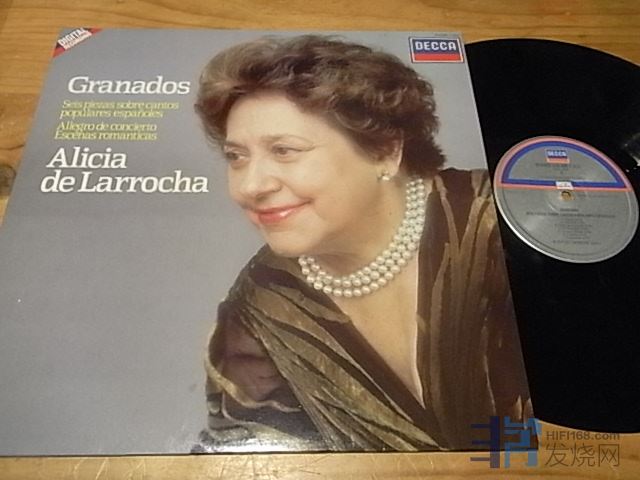 DIGITAL
RECORDING
DECCA
Granados
Seis piezas sobre cantos
populares españoles
Allegro de concierto
Escenas románticas
Alicia
de Larrocha
DECCA
HIFI168.com
发烧网